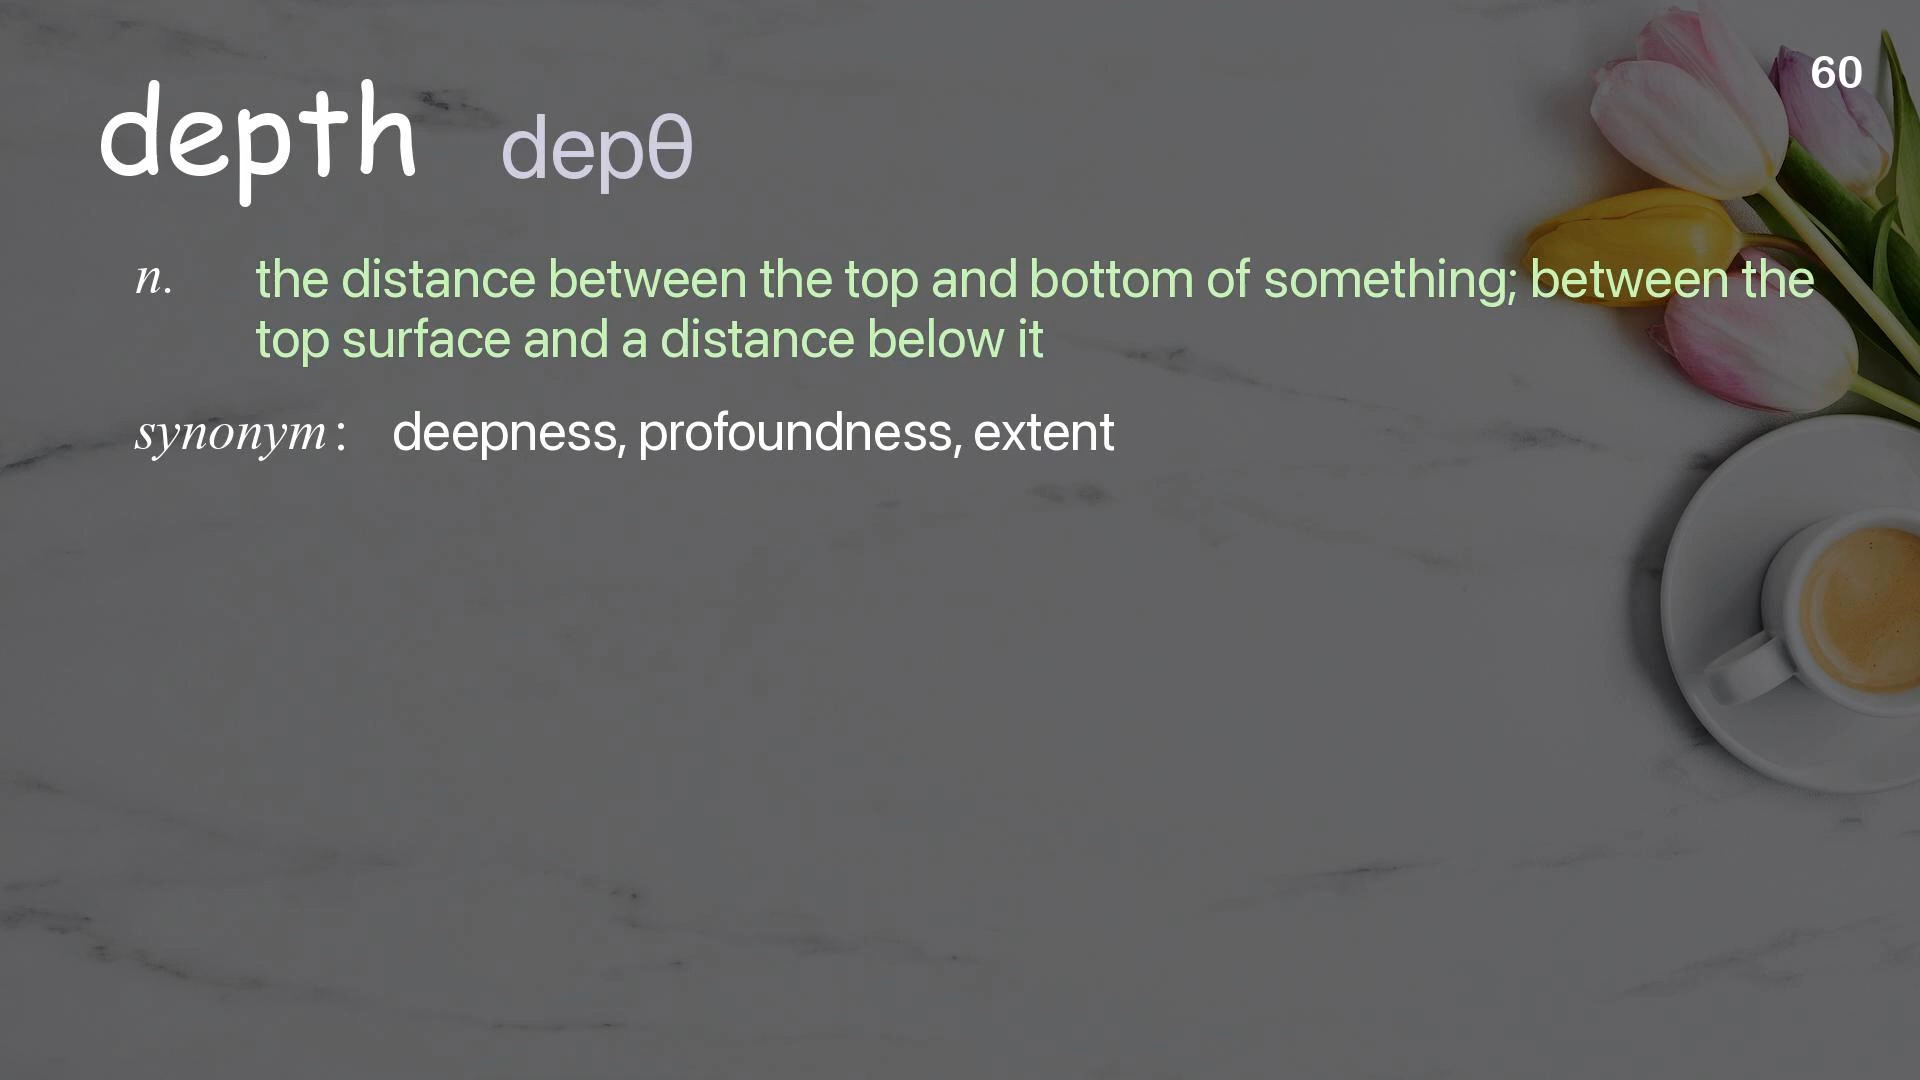 60
depth depθ
n. the distance between the top and bottom of something; between the
top surface and a distance below it
synonym: deepness, profoundness, extent